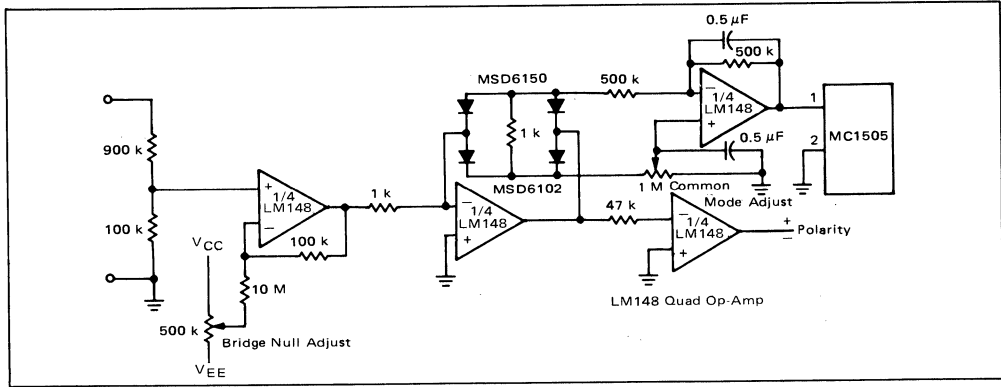 0.5 μF
500 k
MSD6150
500 k
1/4
LM148
1
MC1505
2
900 k
1 k
0.5 μF
MSD6102
1 M Common
Mode Adjust
1/4
LM148
1 k
1/4
LM148
47 k
1/4
LM148
Polarity
100 k
100 k
VCC
10 M
LM148 Quad Op-Amp
500 k
Bridge Null Adjust
VEE